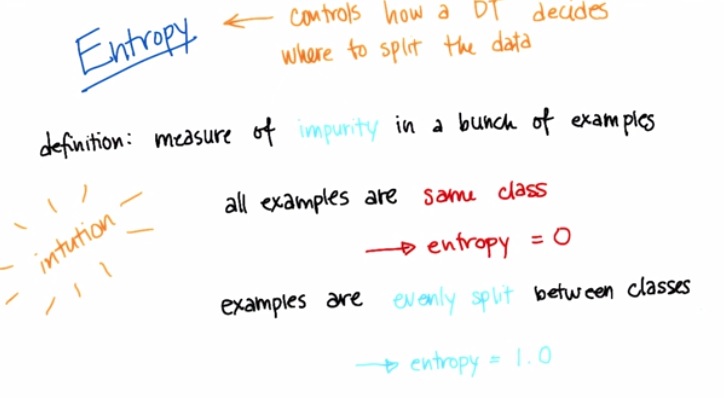 Entropy ← controls how a DT decides
where to split the data
definition: measure of impurity in a bunch of examples
intution
all examples are same class
→ entropy = 0
examples are evenly split between classes
→ entropy = 1.0